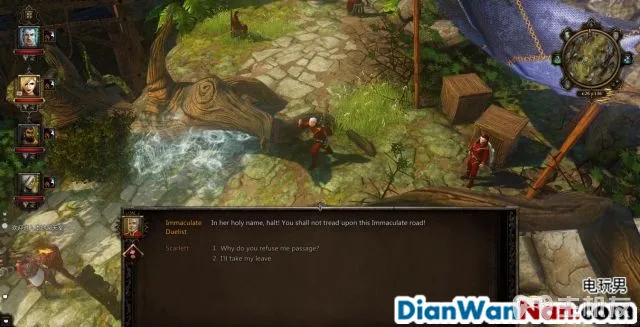 Immaculate Duelist
In her holy name, halt! You shall not tread upon this Immaculate road!
Scarlett
1. Why do you refuse me passage?
2. I'll take my leave.
电玩男
DianWanNan.com